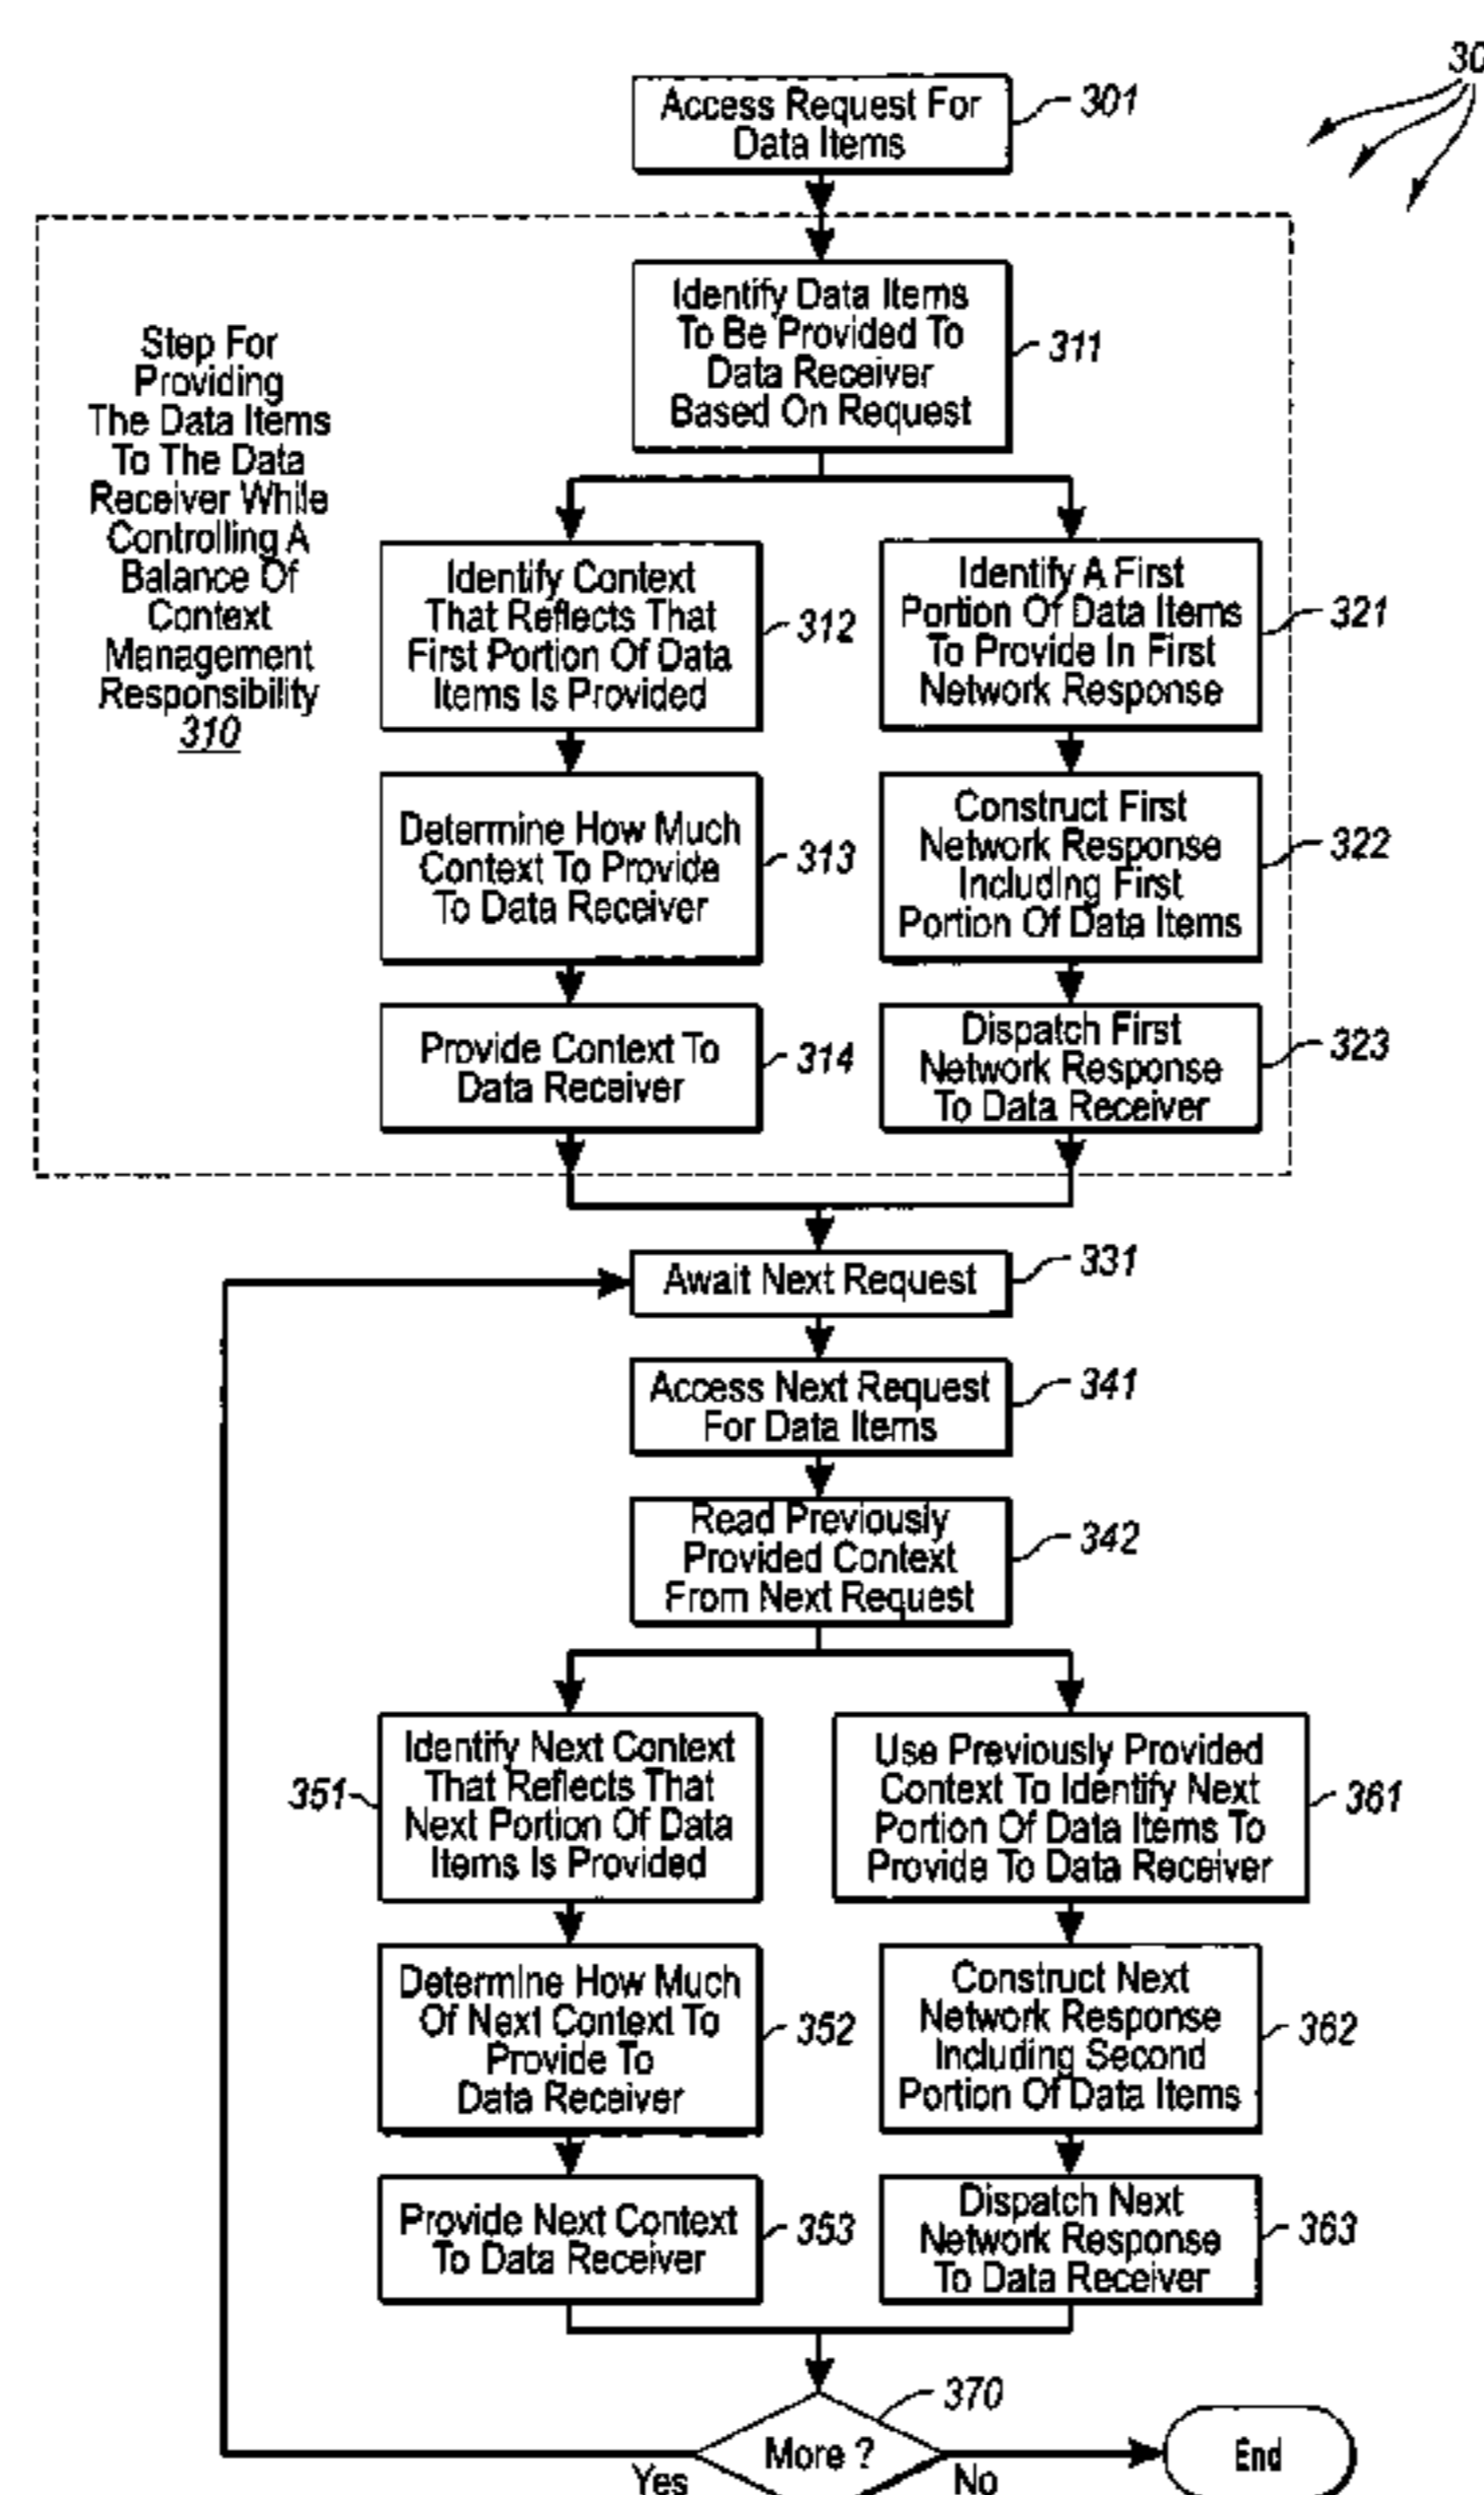 30
Access Request For
Data Items
301
Identify Data Items
To Be Provided To
Data Receiver
Based On Request
311
Step For
Providing
The Data Items
To The Data
Receiver While
Controlling A
Balance Of
Context
Management
Responsibility
310
Identify Context
That Reflects That
First Portion Of Data
Items Is Provided
312
Identify A First
Portion Of Data Items
To Provide In First
Network Response
321
Determine How Much
Context To Provide
To Data Receiver
313
Construct First
Network Response
Including First
Portion Of Data Items
322
Provide Context To
Data Receiver
314
Dispatch First
Network Response
To Data Receiver
323
Await Next Request
331
Access Next Request
For Data Items
341
Read Previously
Provided Context
From Next Request
342
Identify Next Context
That Reflects That
Next Portion Of Data
Items Is Provided
351
Use Previously Provided
Context To Identify Next
Portion Of Data Items To
Provide To Data Receiver
361
Determine How Much
Of Next Context To
Provide To
Data Receiver
352
Construct Next
Network Response
Including Second
Portion Of Data Items
362
Provide Next Context
To Data Receiver
353
Dispatch Next
Network Response
To Data Receiver
363
370
More ?
Yes
No
End